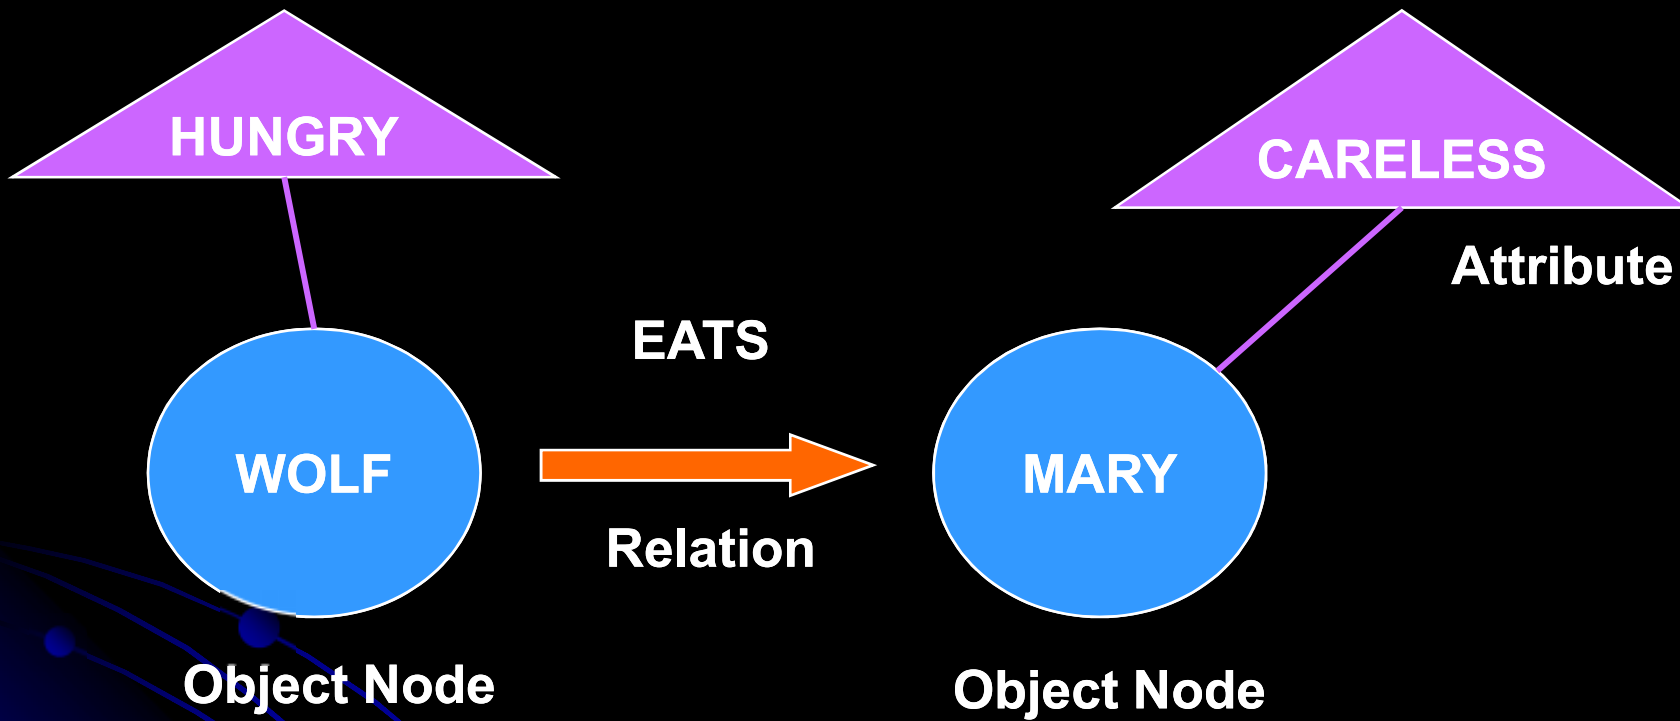 HUNGRY
CARELESS
Attribute
EATS
WOLF
MARY
Relation
Object Node
Object Node